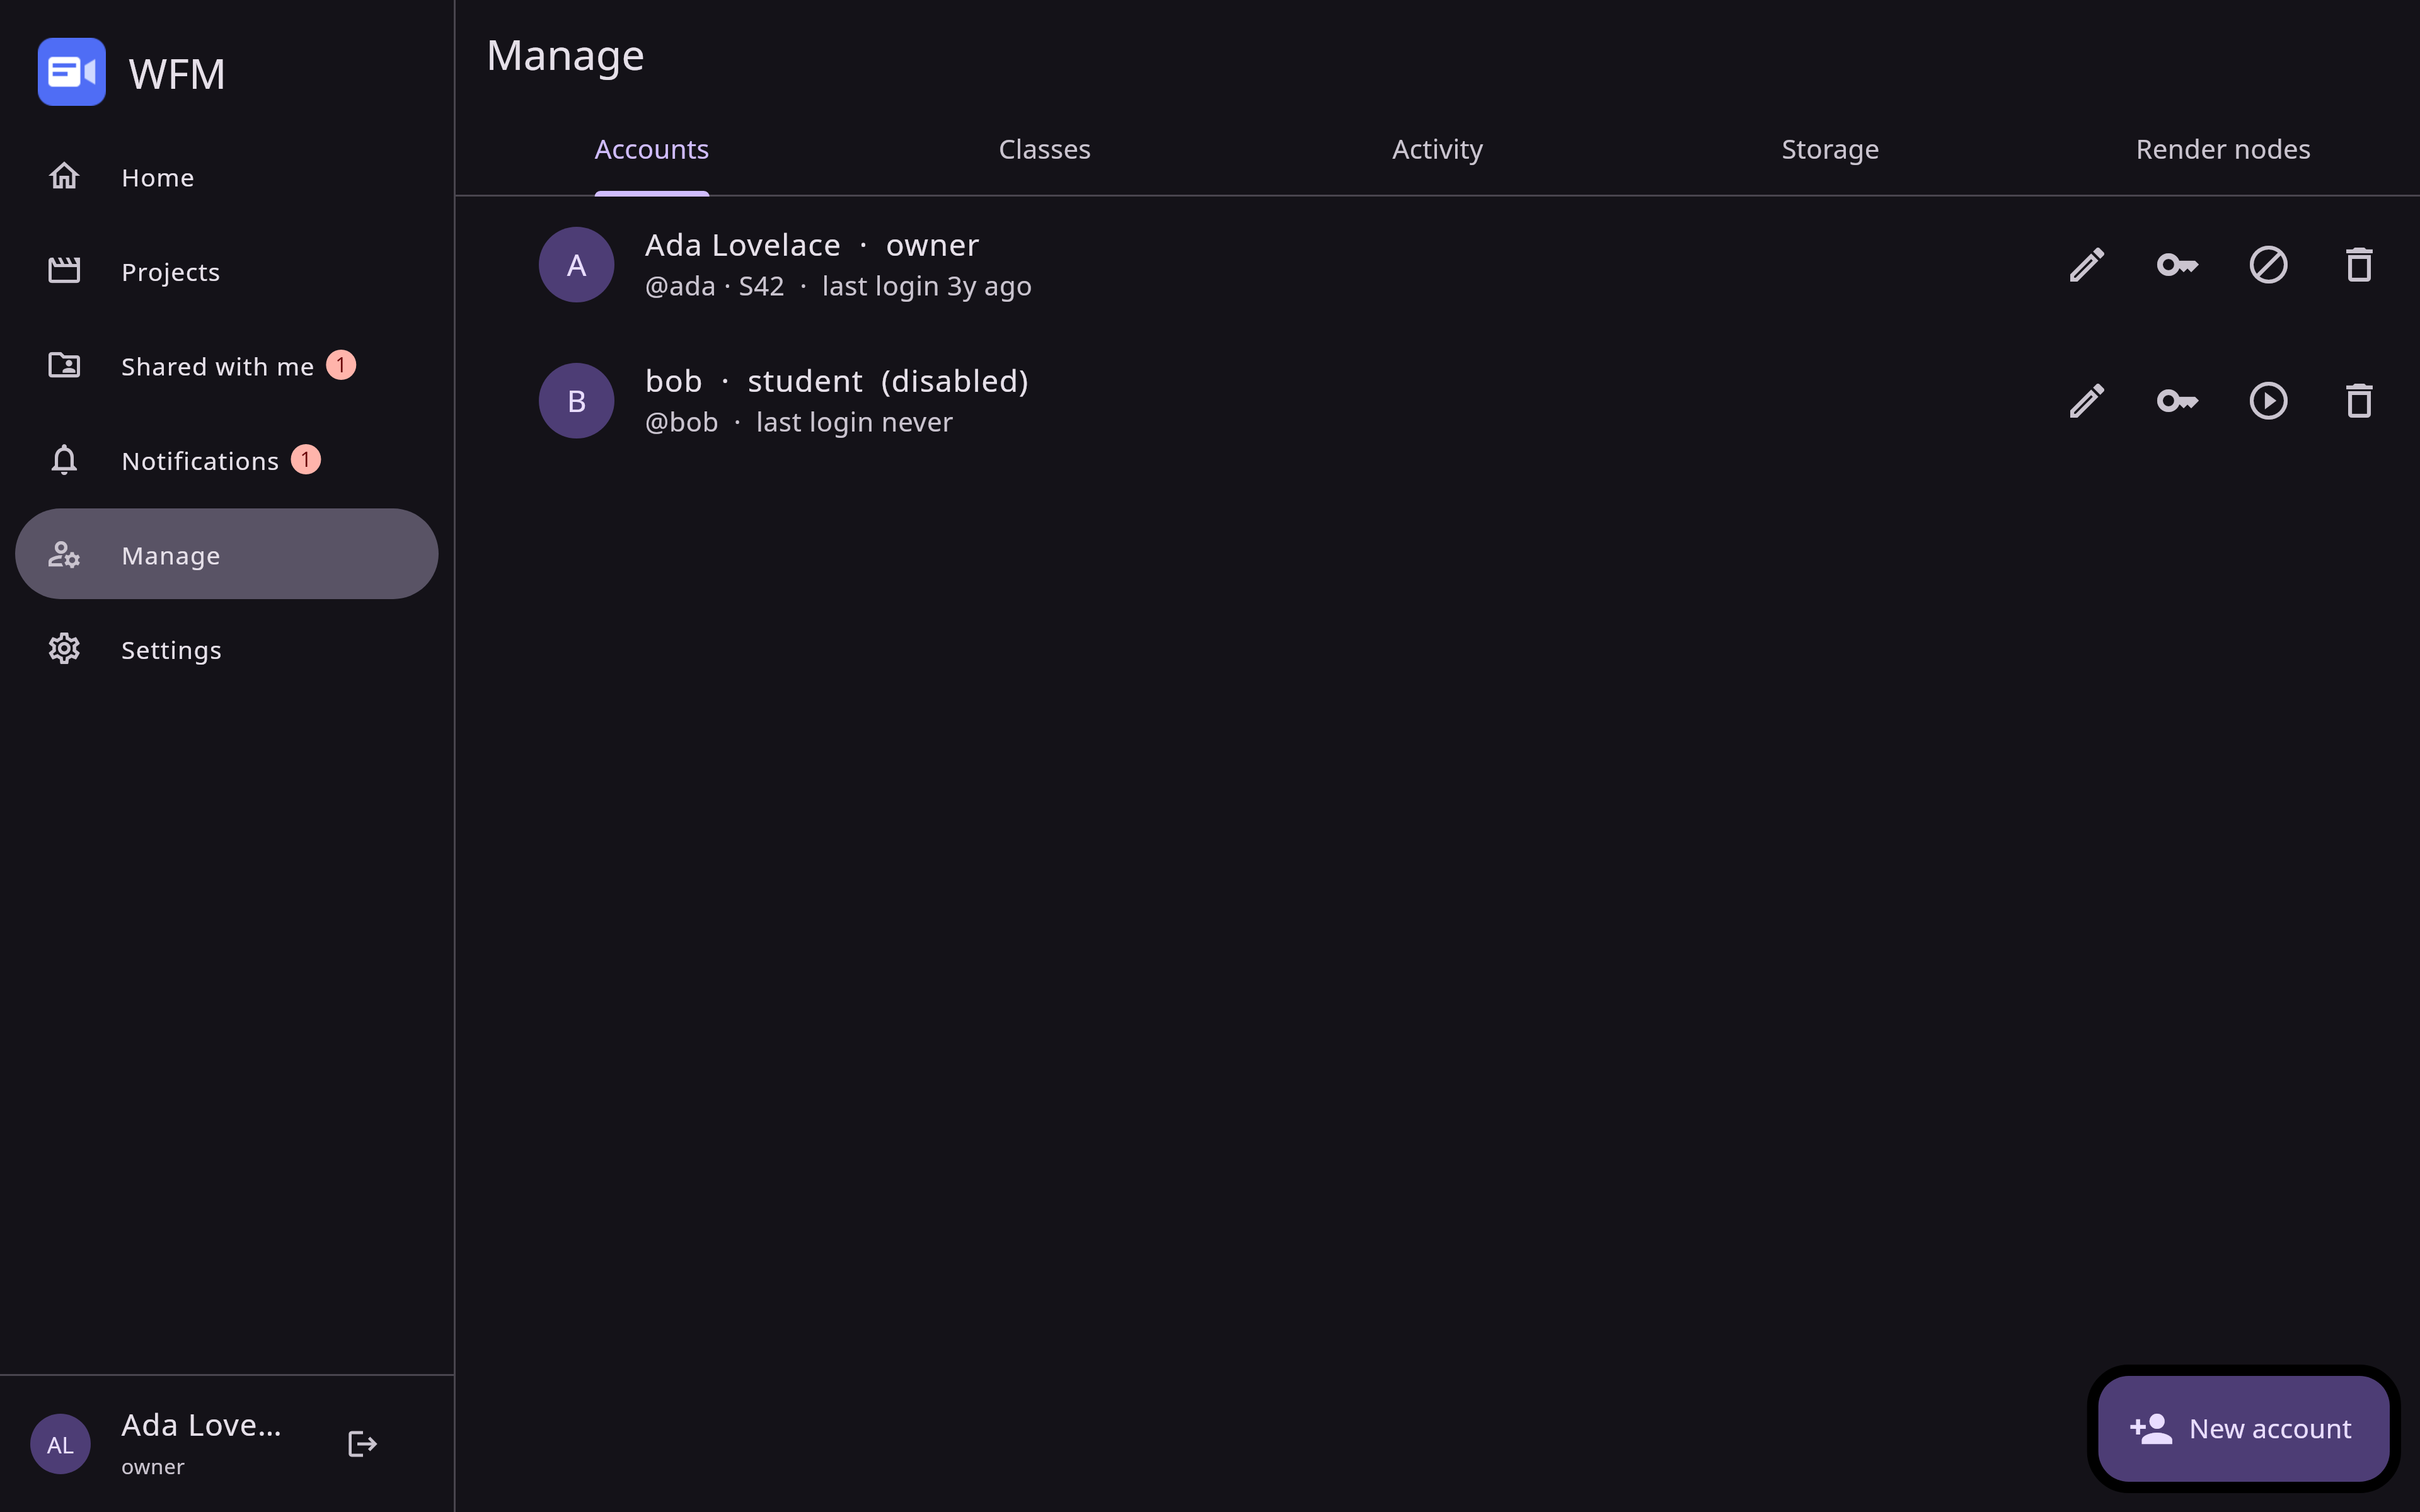 WFM
Home
Projects
Shared with me 1
Notifications 1
Manage
Settings
AL
Ada Love…
owner
Manage
Accounts
Classes
Activity
Storage
Render nodes
A
Ada Lovelace · owner
@ada · S42 · last login 3y ago
B
bob · student (disabled)
@bob · last login never
New account